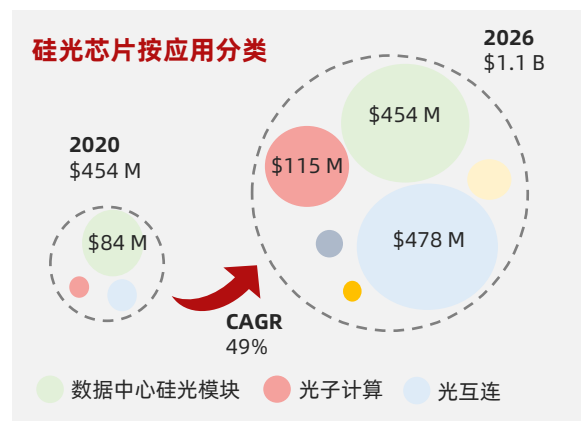 硅光芯片按应用分类
2026
$1.1 B
$454 M
2020
$454 M
$115 M
$84 M
$478 M
CAGR
49%
数据中心硅光模块
光子计算
光互连